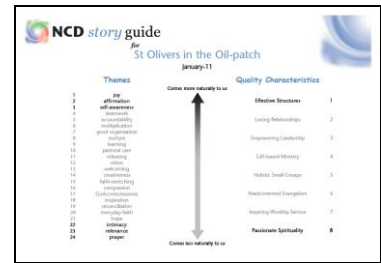 NCD story guide
for
St Olivers in the Oil-patch
January-11
Themes
Quality Characteristics
Comes more naturally to us
1 joy
2 affirmation
3 self-awareness
4 teamwork
5 accountability
6 multiplication
7 good organization
8 nurture
9 learning
10 pastoral care
11 releasing
12 vision
13 welcoming
14 creativeness
15 faith-stretching
16 compassion
17 God-consciousness
18 inspiration
19 reconciliation
20 everyday faith
21 hope
22 intimacy
23 relevance
24 prayer
Effective Structures 1
Loving Relationships 2
Empowering Leadership 3
Gift-based Ministry 4
Holistic Small Groups 5
Need-oriented Evangelism 6
Inspiring Worship Service 7
Passionate Spirituality 8
Comes less naturally to us